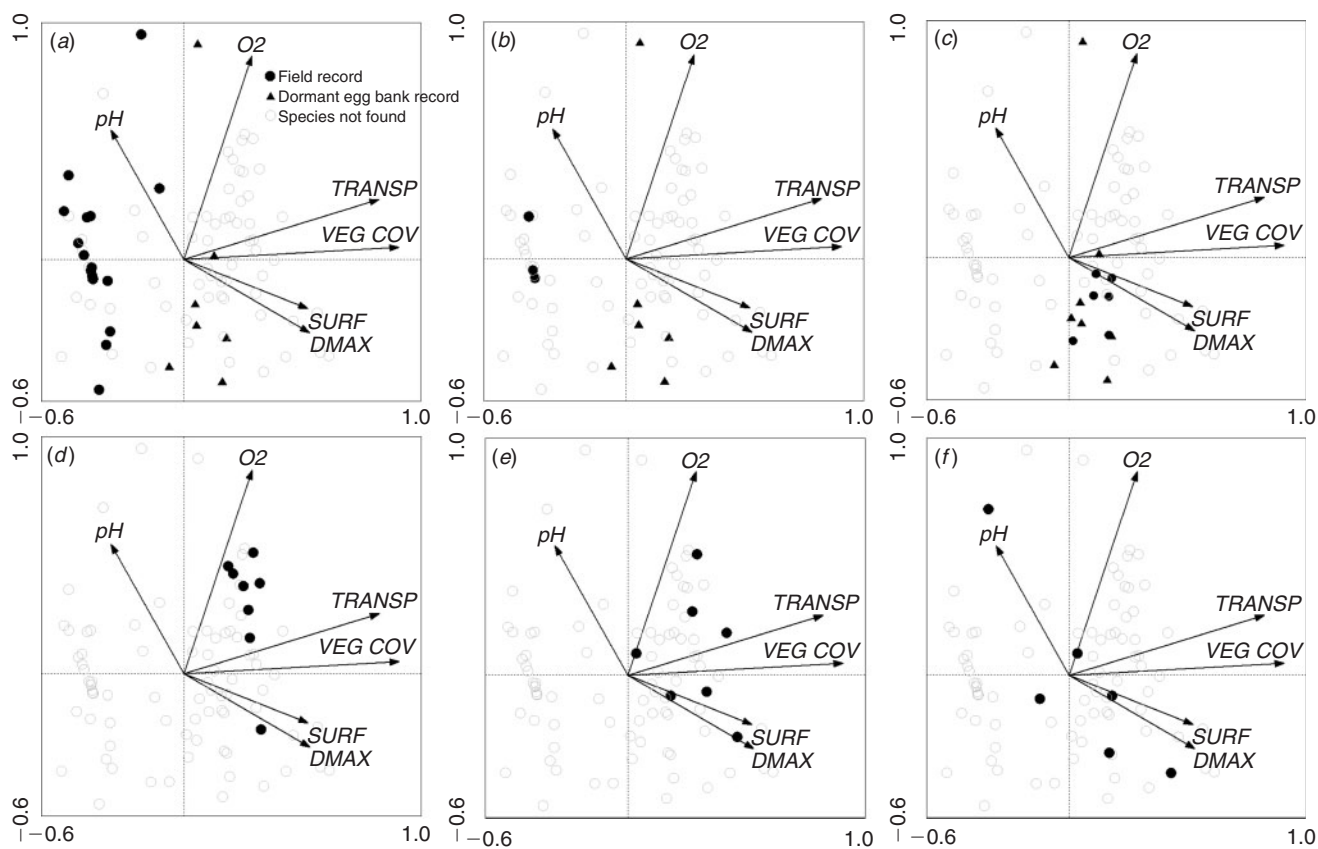 (a)
O2
Field record
Dormant egg bank record
Species not found
pH
TRANSP
VEG COV
SURF
DMAX
1.0
−0.6
−−0.6
1.0
(b)
O2
pH
TRANSP
VEG COV
SURF
DMAX
1.0
−0.6
−−0.6
1.0
(c)
O2
pH
TRANSP
VEG COV
SURF
DMAX
1.0
−0.6
−−0.6
1.0
(d)
O2
pH
TRANSP
VEG COV
SURF
DMAX
1.0
−0.6
−−0.6
1.0
(e)
O2
pH
TRANSP
VEG COV
SURF
DMAX
1.0
−0.6
−−0.6
1.0
(f)
O2
pH
TRANSP
VEG COV
SURF
DMAX
1.0
−0.6
−−0.6
1.0